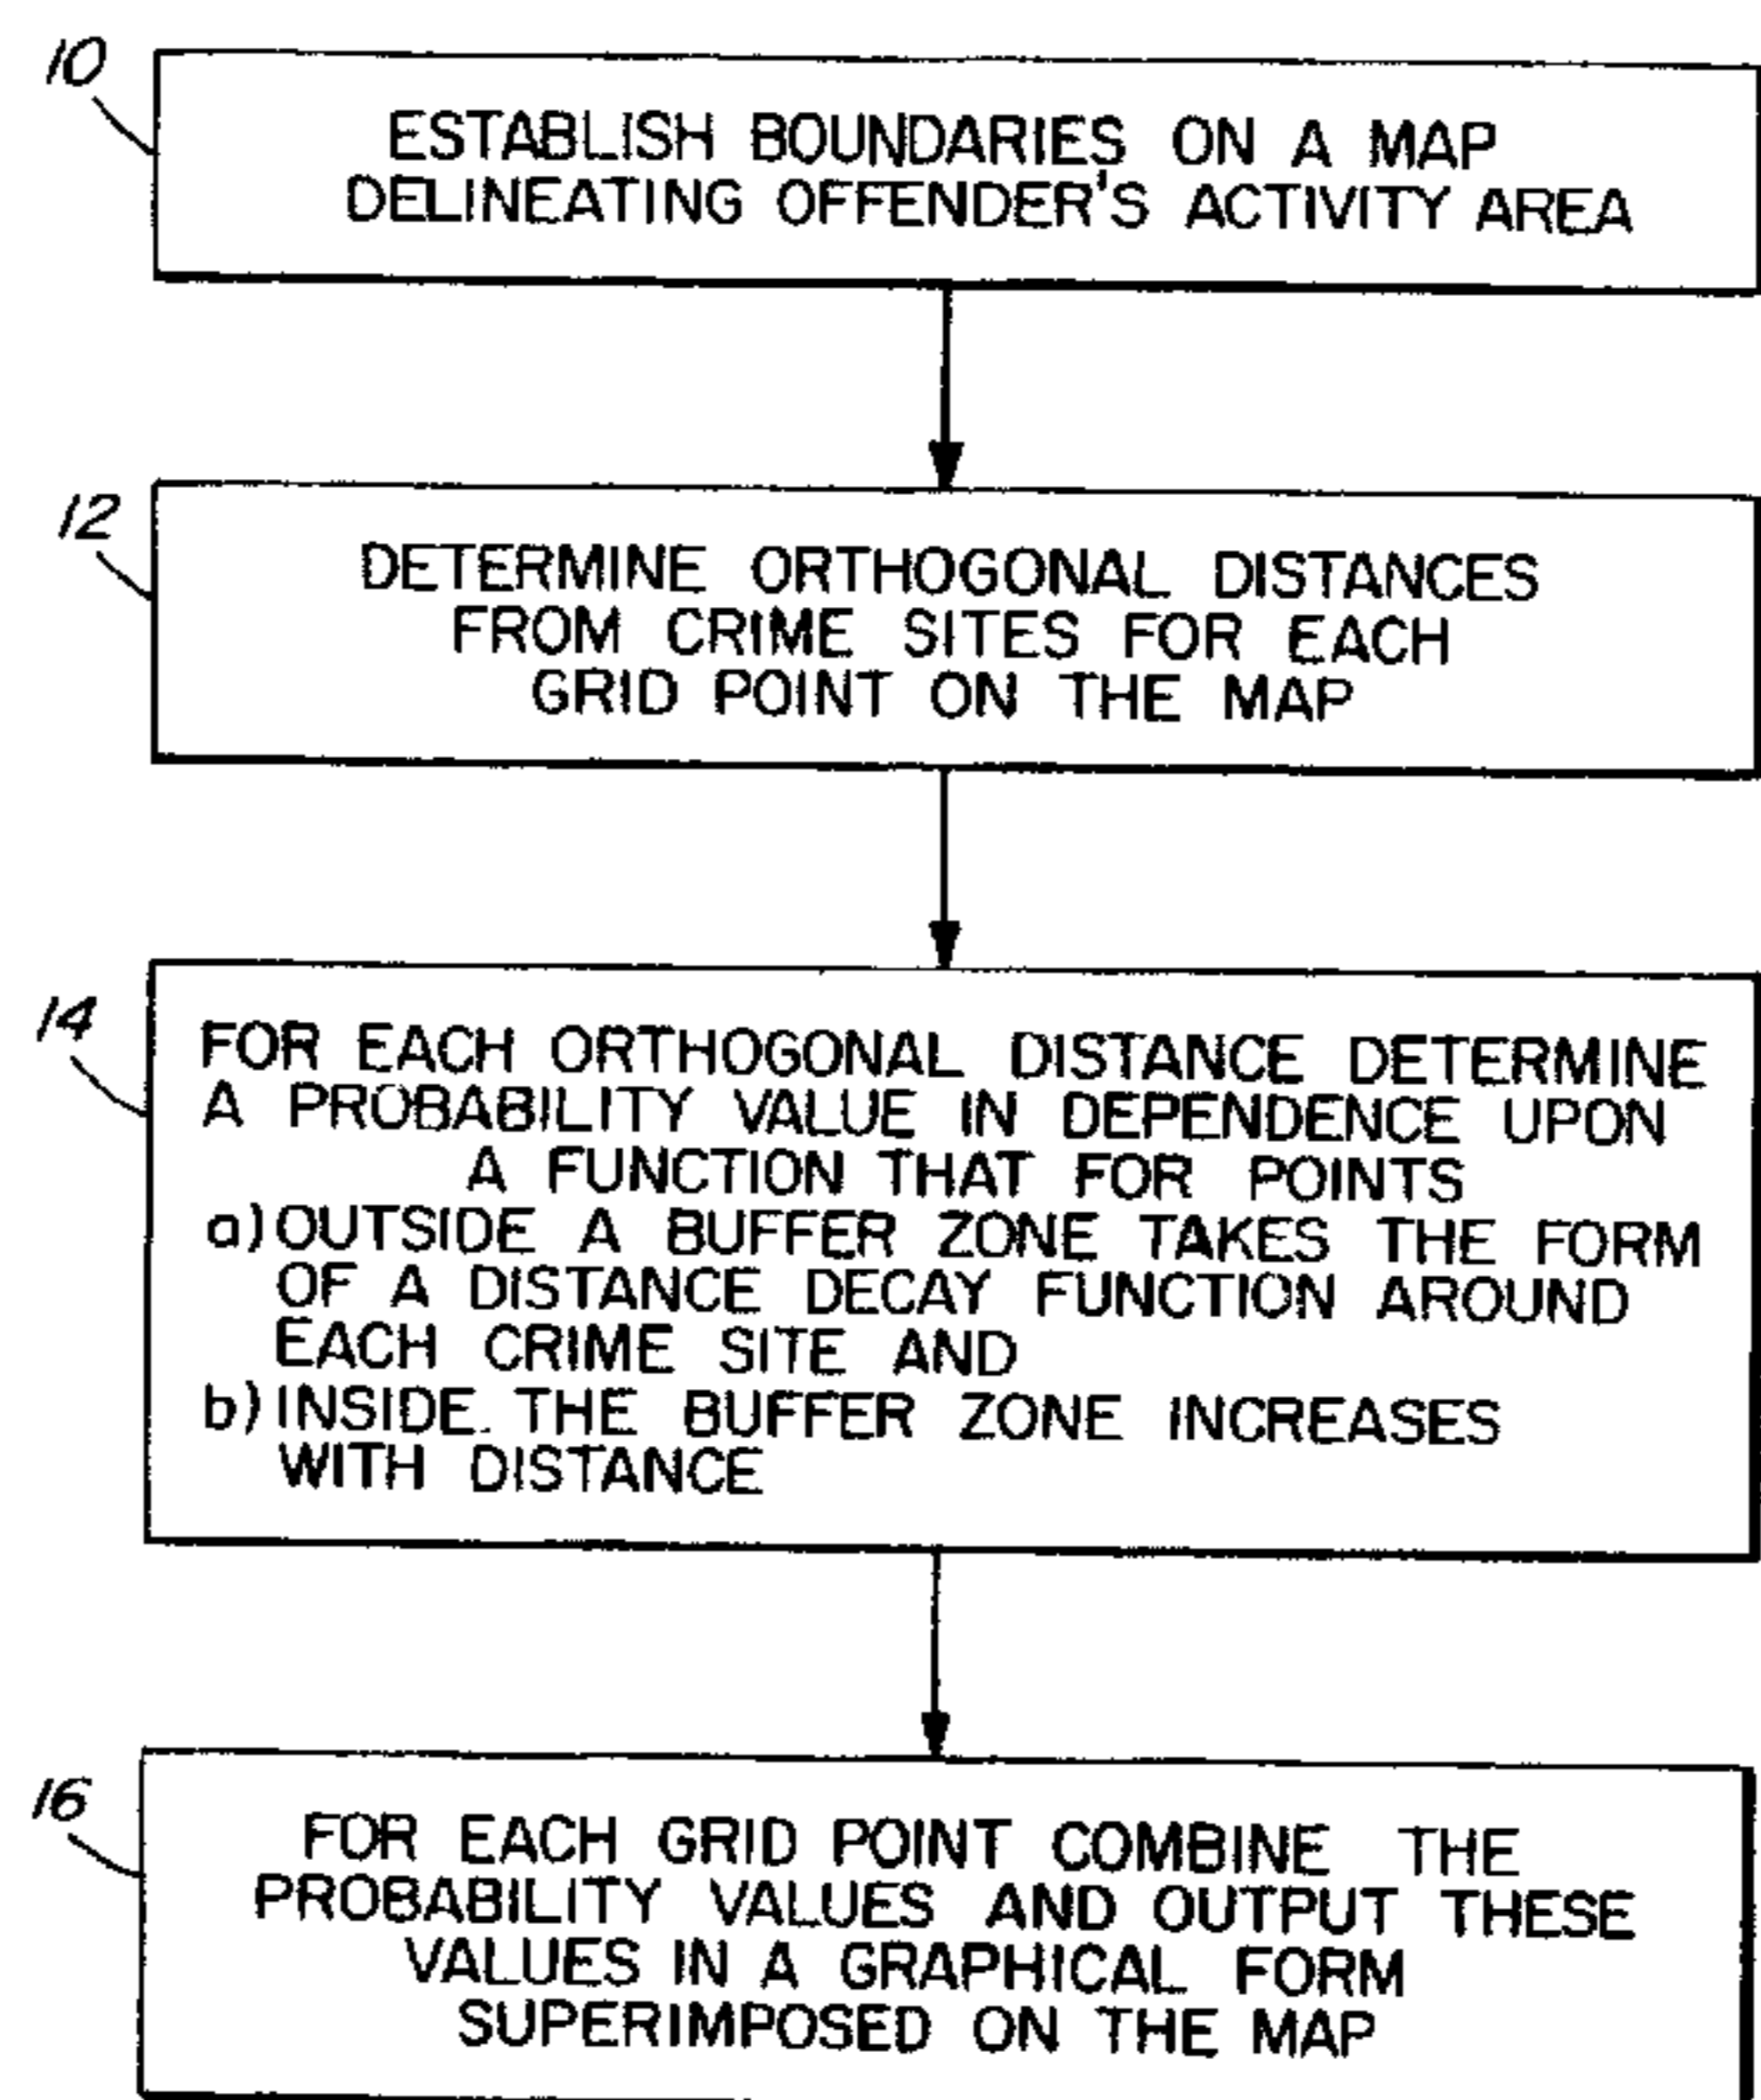 10
ESTABLISH BOUNDARIES ON A MAP
DELINEATING OFFENDER'S ACTIVITY AREA
12
DETERMINE ORTHOGONAL DISTANCES
FROM CRIME SITES FOR EACH
GRID POINT ON THE MAP
14
FOR EACH ORTHOGONAL DISTANCE DETERMINE
A PROBABILITY VALUE IN DEPENDENCE UPON
A FUNCTION THAT FOR POINTS
a) OUTSIDE A BUFFER ZONE TAKES THE FORM
OF A DISTANCE DECAY FUNCTION AROUND
EACH CRIME SITE AND
b) INSIDE THE BUFFER ZONE INCREASES
WITH DISTANCE
16
FOR EACH GRID POINT COMBINE THE
PROBABILITY VALUES AND OUTPUT THESE
VALUES IN A GRAPHICAL FORM
SUPERIMPOSED ON THE MAP